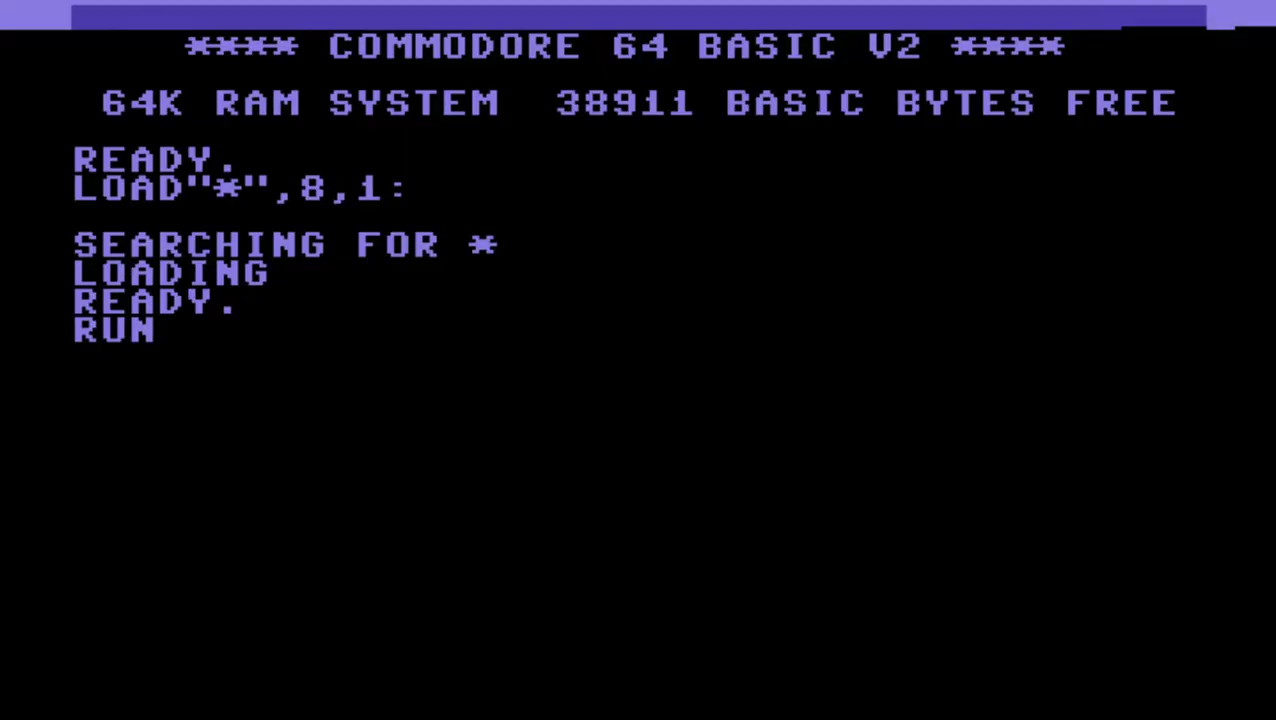 **** COMMODORE 64 BASIC V2 ****
64K RAM SYSTEM  38911 BASIC BYTES FREE
READY.
LOAD"*",8,1:
SEARCHING FOR *
LOADING
READY.
RUN